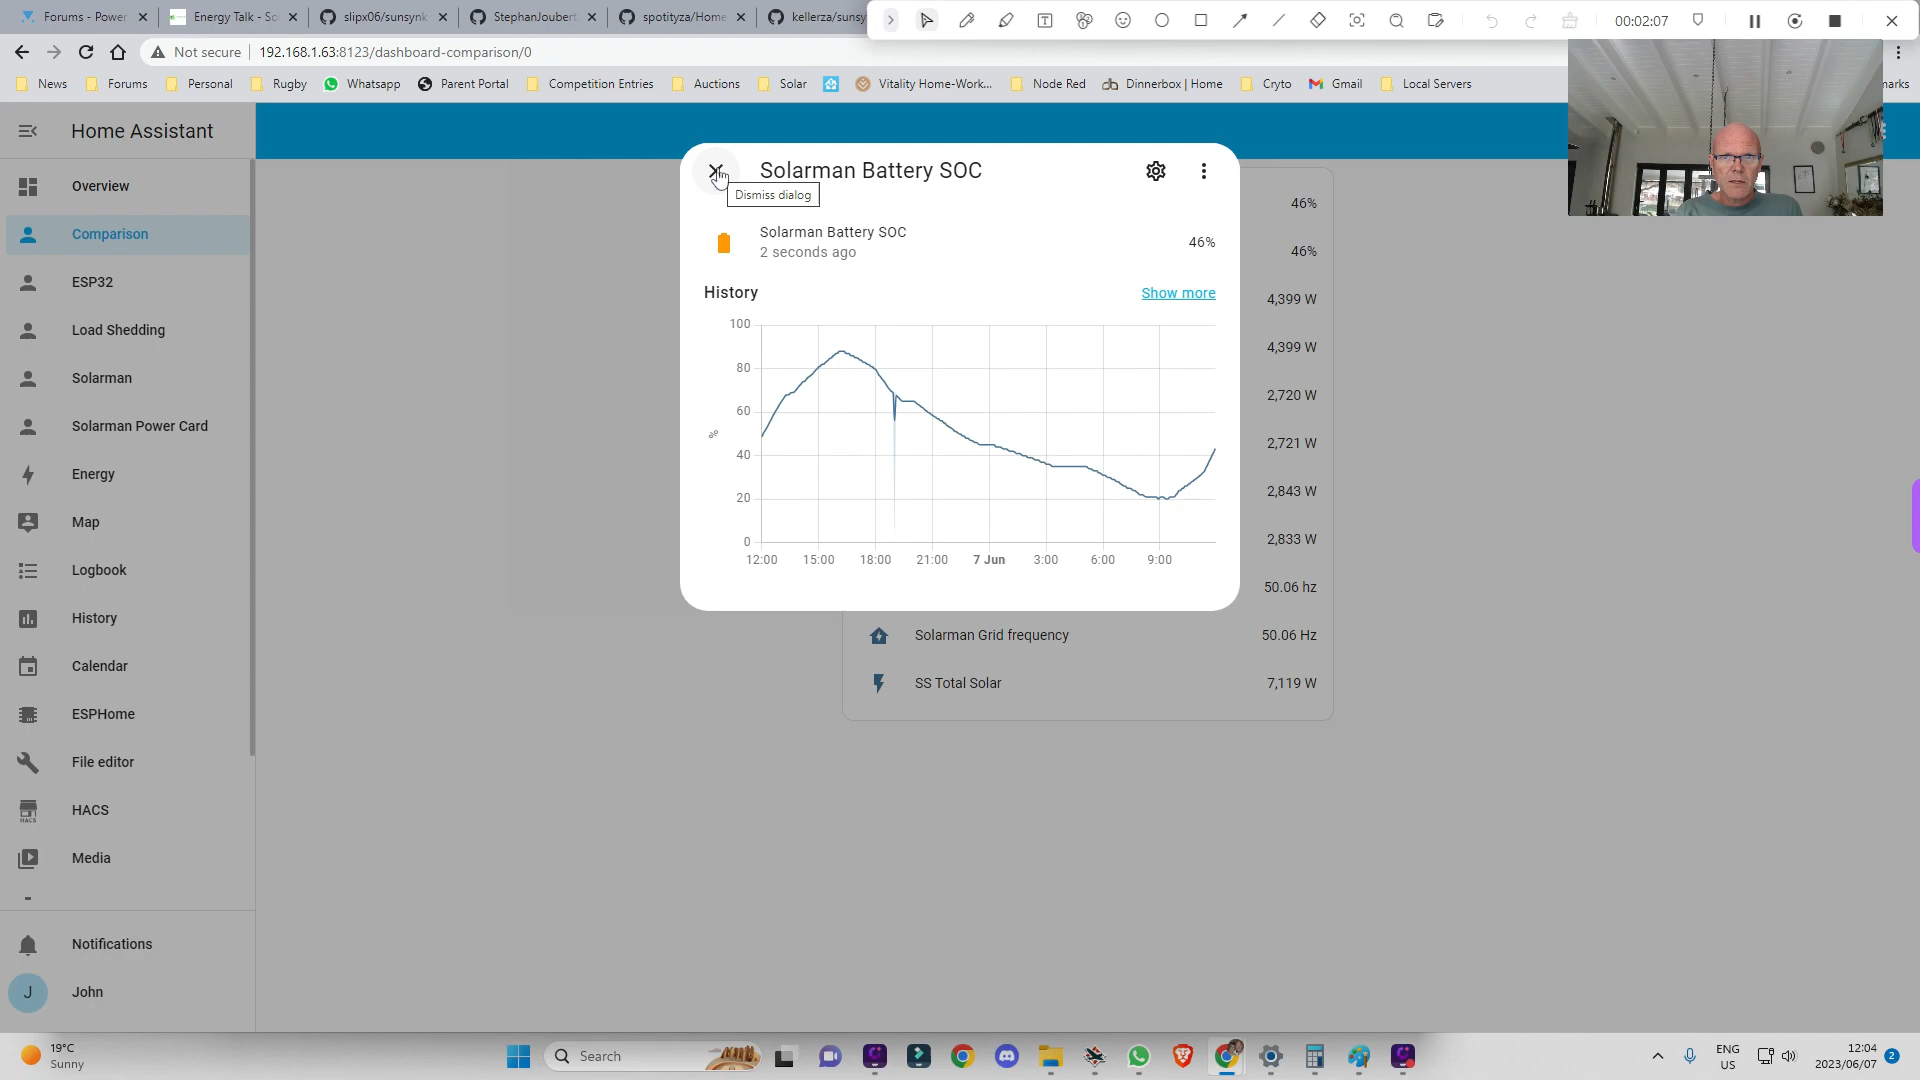 Forums - Power
Energy Talk - So
slipx06/sunsynk
StephanJoubert
spotityza/Home
kellerza/sunsy
00:02:07
Not secure
192.168.1.63:8123/dashboard-comparison/0
News
Forums
Personal
Rugby
Whatsapp
Parent Portal
Competition Entries
Auctions
Solar
Vitality Home-Work...
Node Red
Dinnerbox | Home
Cryto
Gmail
Local Servers
Home Assistant
Overview
Comparison
ESP32
Load Shedding
Solarman
Solarman Power Card
Energy
Map
Logbook
History
Calendar
ESPHome
File editor
HACS
HACS
Media
Notifications
J
John
Solarman Battery SOC
Dismiss dialog
Solarman Battery SOC
2 seconds ago
46%
History
Show more
100
80
60
40
20
0
%
12:00
15:00
18:00
21:00
7 Jun
3:00
6:00
9:00
46%
46%
4,399 W
4,399 W
2,720 W
2,721 W
2,843 W
2,833 W
50.06 hz
Solarman Grid frequency
50.06 Hz
SS Total Solar
7,119 W
19°C
Sunny
Search
ENG
US
12:04
2023/06/07
2